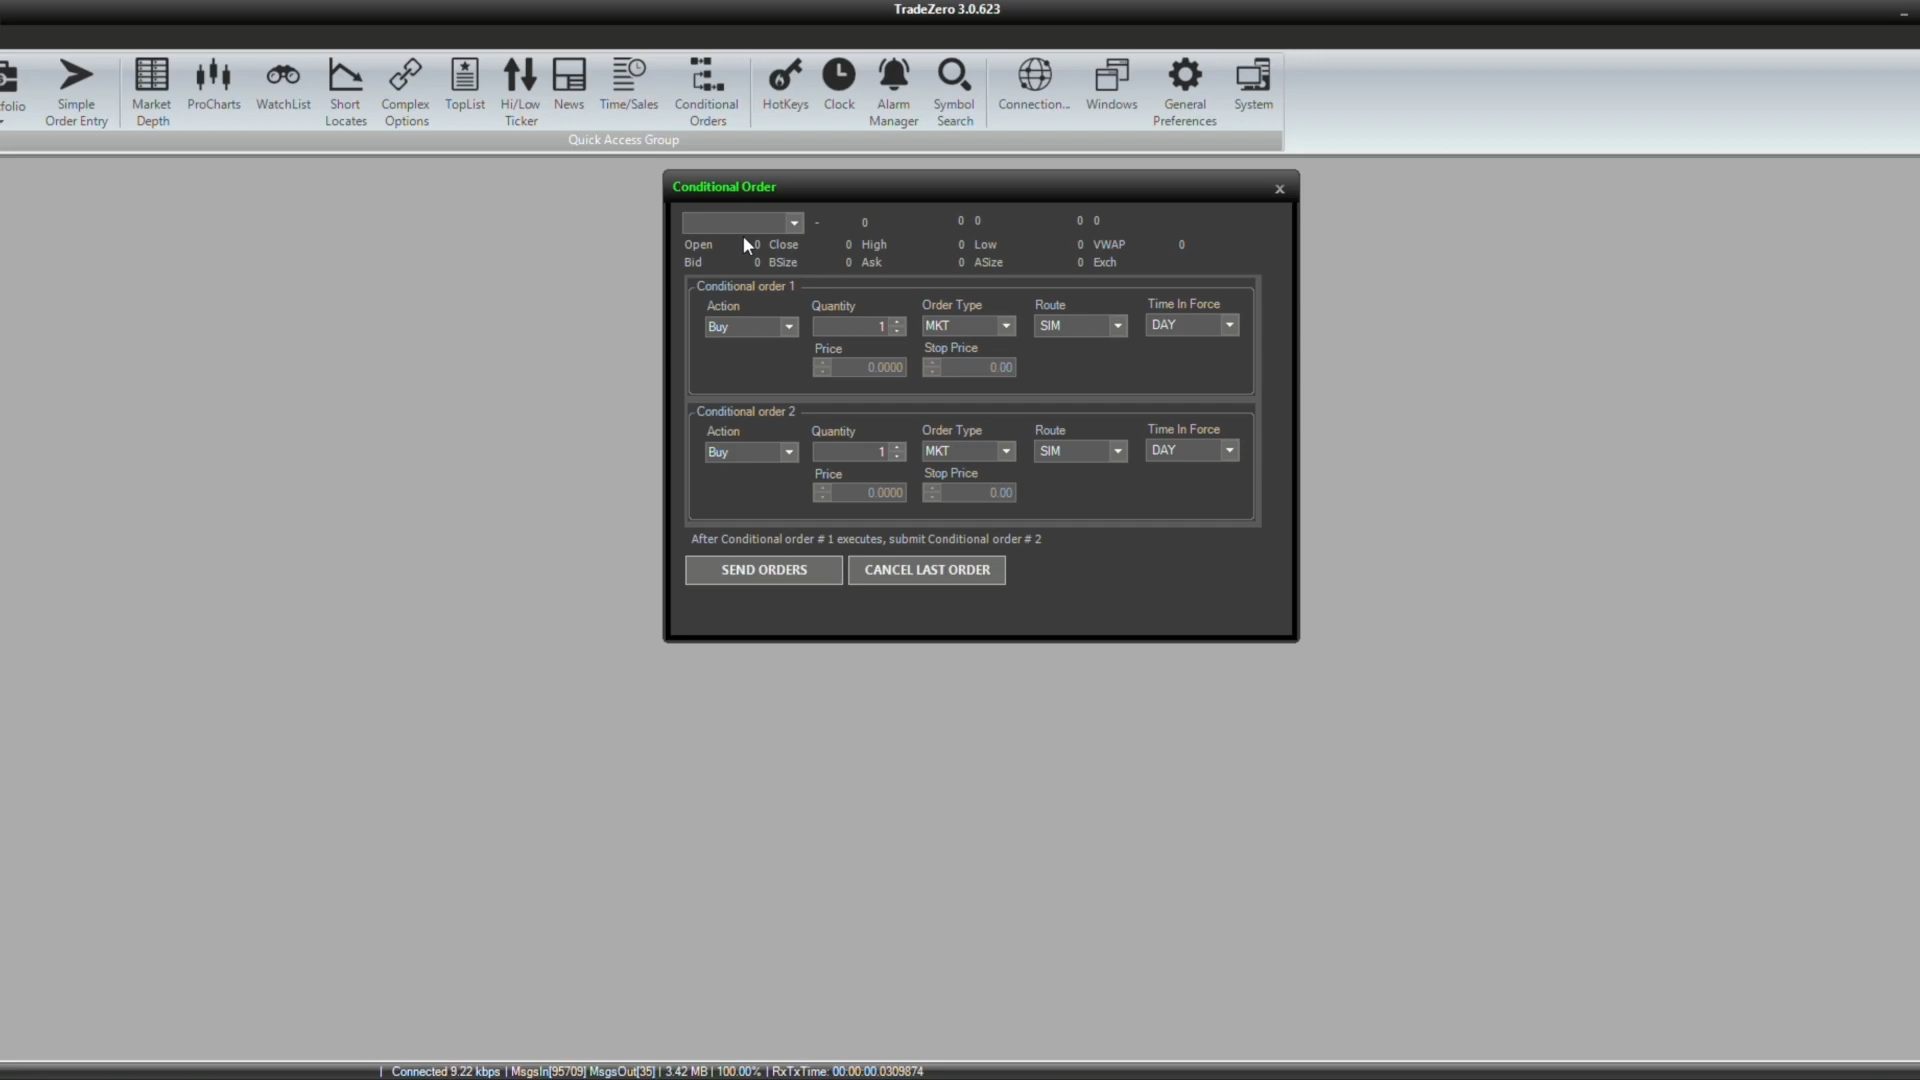 TradeZero 3.0.623
folio Simple Order Entry Market Depth ProCharts WatchList Short Locates Complex Options TopList Hi/Low Ticker News Time/Sales Conditional Orders HotKeys Clock Alarm Manager Symbol Search Connection... Windows General Preferences System
Quick Access Group
Conditional Order x
- 0 0 0 0 0
Open 0 Close 0 High 0 Low 0 VWAP 0
Bid 0 BSize 0 Ask 0 ASize 0 Exch
Conditional order 1
Action Quantity Order Type Route Time In Force
Buy 1 MKT SIM DAY
Price Stop Price
0.0000 0.00
Conditional order 2
Action Quantity Order Type Route Time In Force
Buy 1 MKT SIM DAY
Price Stop Price
0.0000 0.00
After Conditional order # 1 executes, submit Conditional order # 2
SEND ORDERS CANCEL LAST ORDER
| Connected 9.22 kbps | MsgsIn[95709] MsgsOut[35] | 3.42 MB | 100.00% | RxTxTime: 00:00:00.0309874